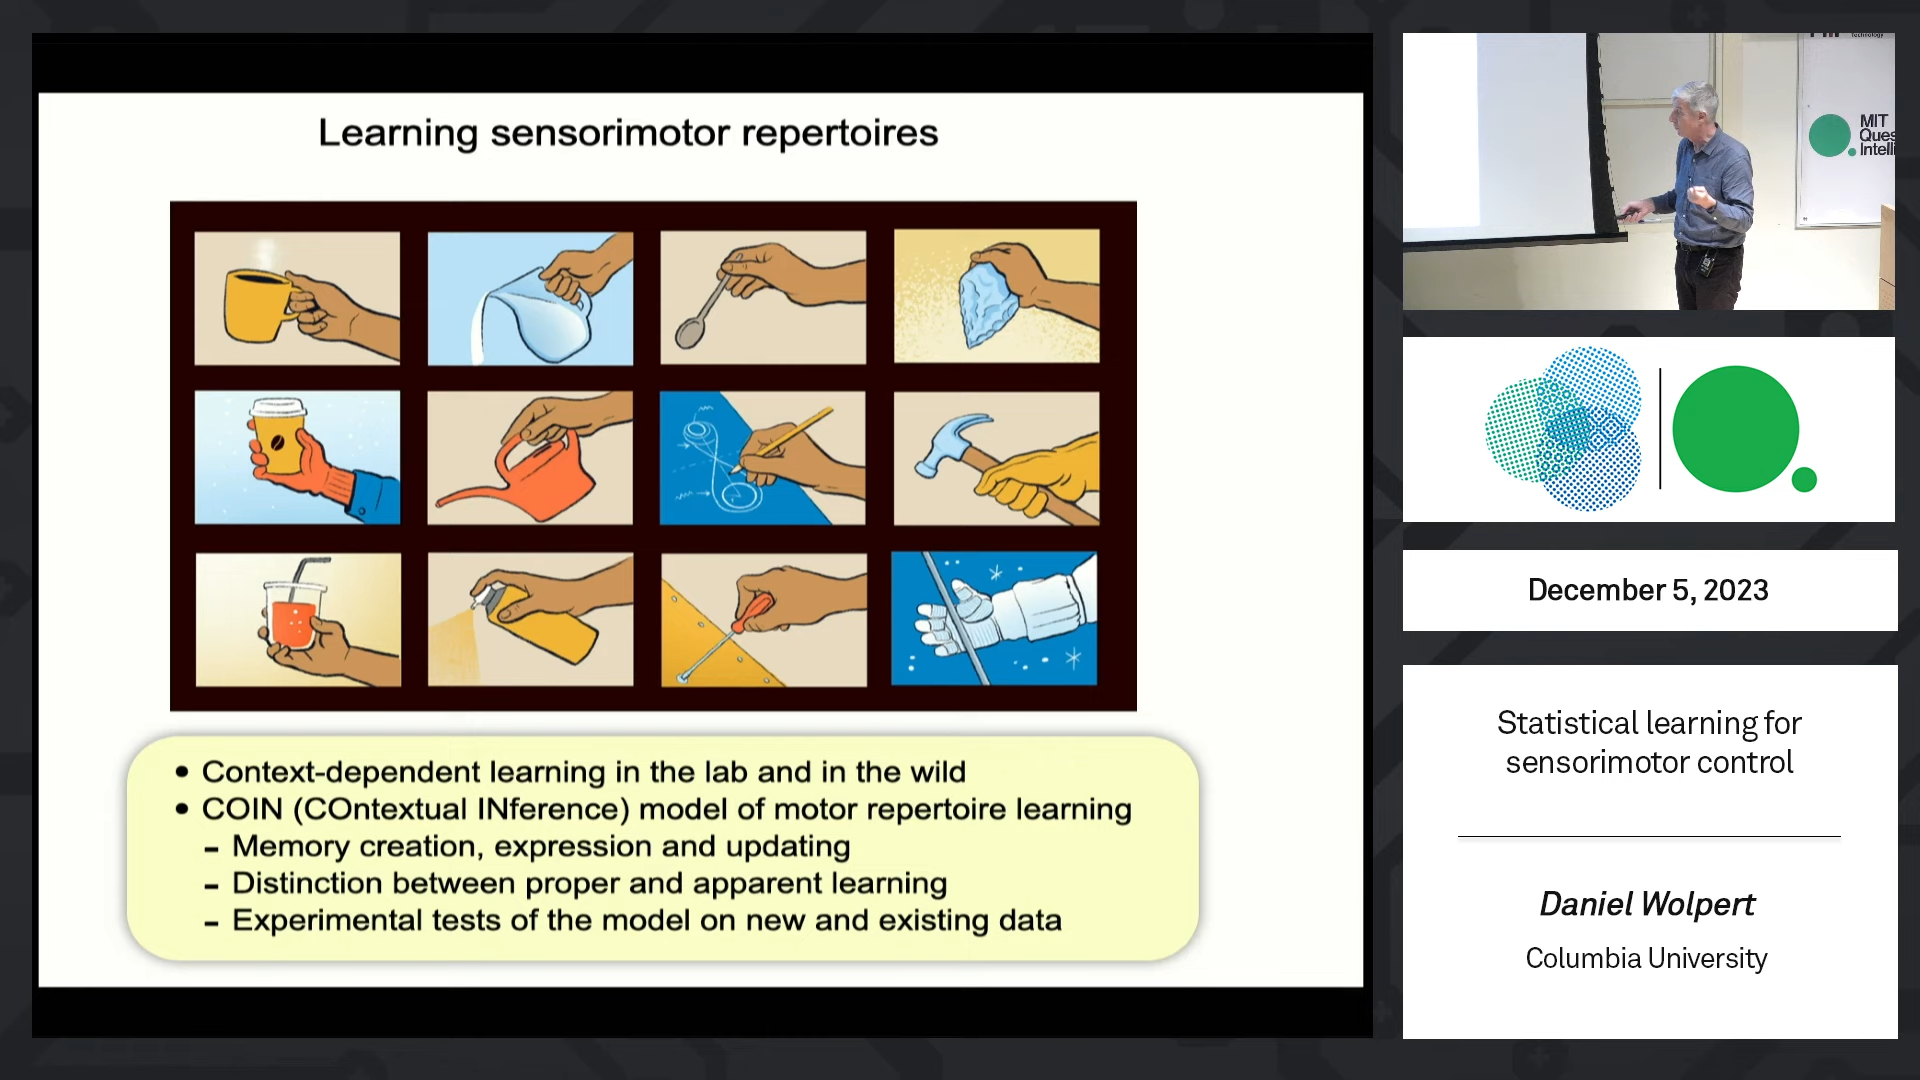 Learning sensorimotor repertoires
• Context-dependent learning in the lab and in the wild
• COIN (COntextual INference) model of motor repertoire learning
– Memory creation, expression and updating
– Distinction between proper and apparent learning
– Experimental tests of the model on new and existing data
Technology
MIT
Ques
Intelli
December 5, 2023
Statistical learning for
sensorimotor control
Daniel Wolpert
Columbia University